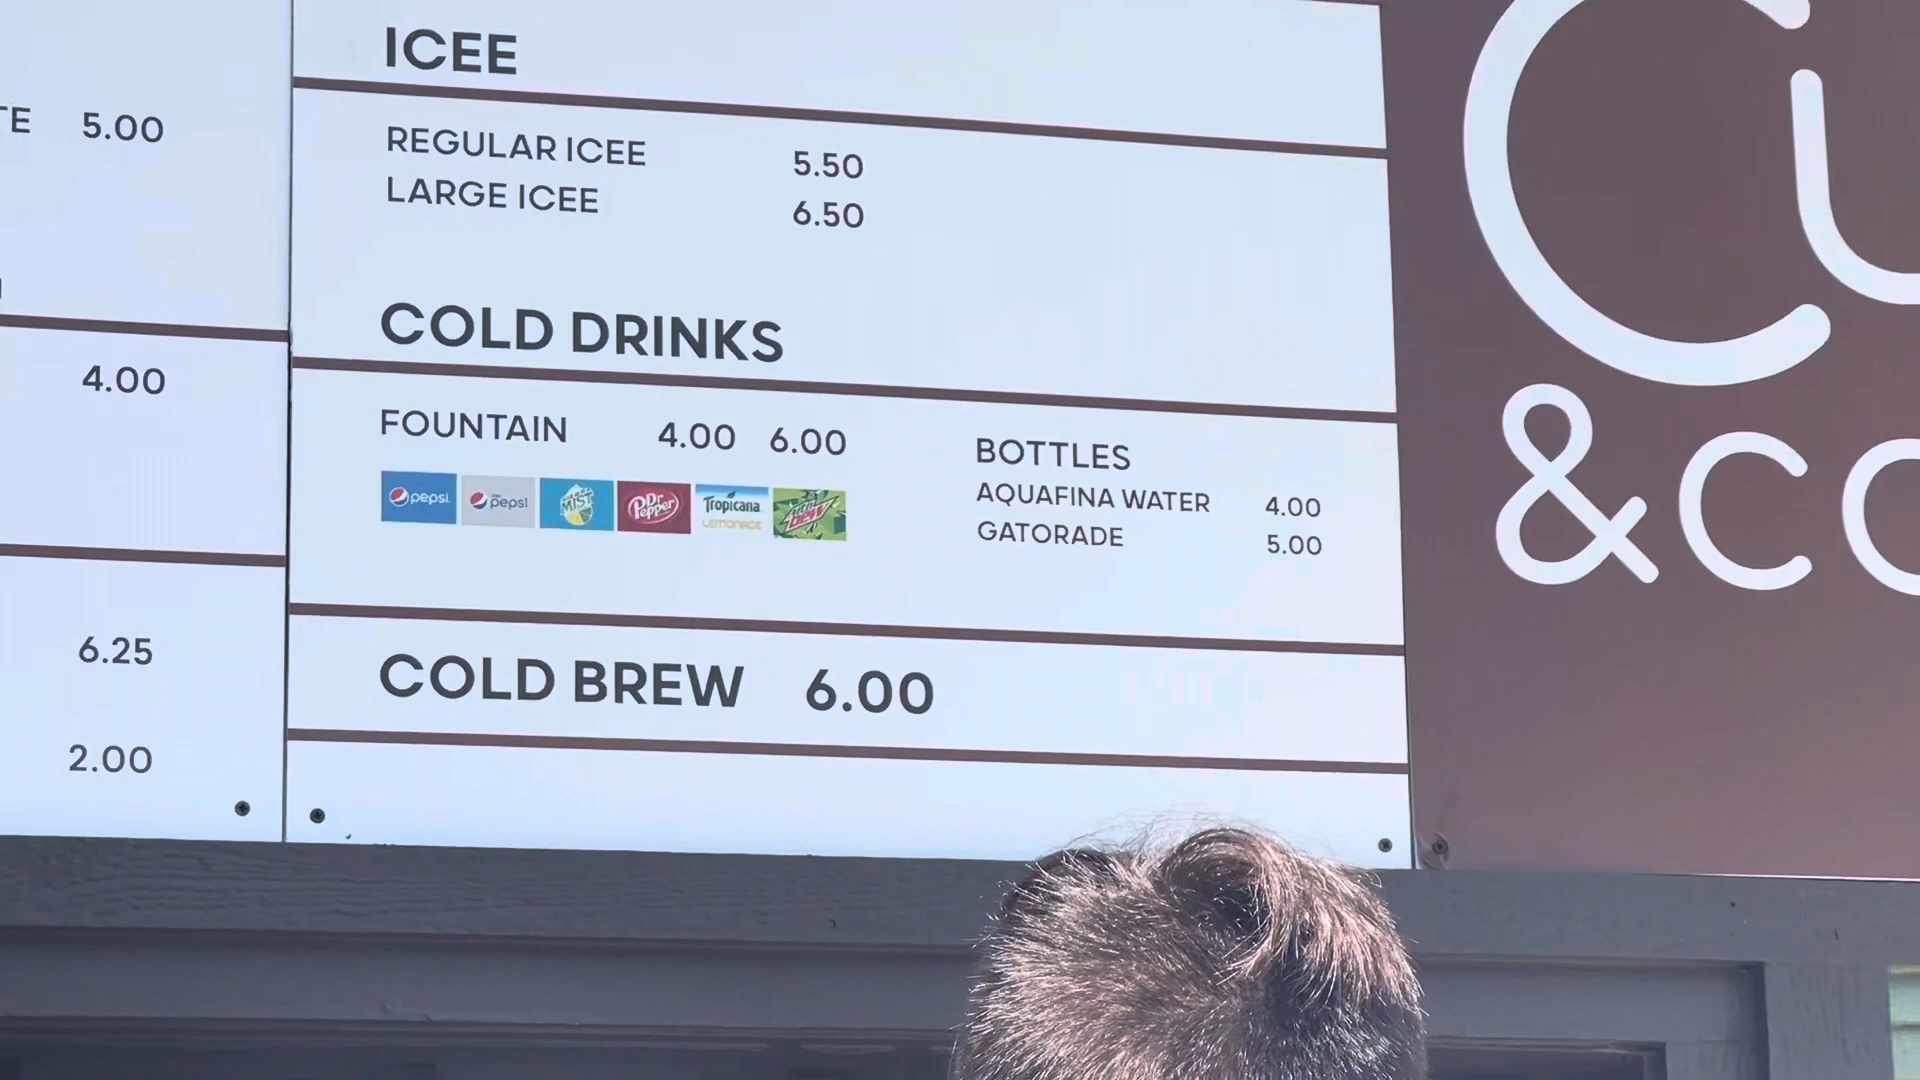 5.00
4.00
6.25
2.00
ICEE
REGULAR ICEE 5.50
LARGE ICEE 6.50
COLD DRINKS
FOUNTAIN 4.00 6.00
pepsi pepsi MIST Dr Pepper Tropicana LEMONADE DEW
BOTTLES
AQUAFINA WATER 4.00
GATORADE 5.00
COLD BREW 6.00
&